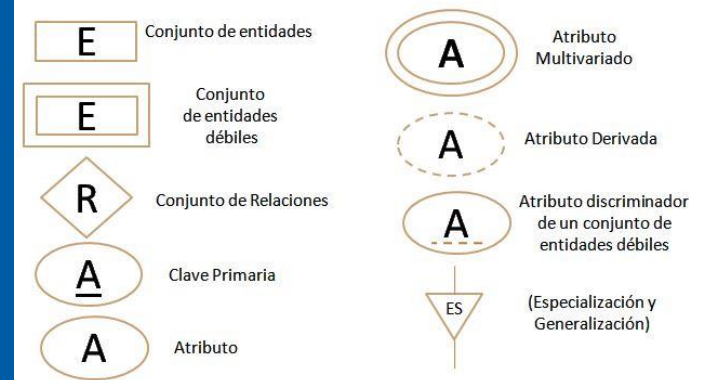 E
Conjunto de entidades
E
Conjunto
de entidades
débiles
R
Conjunto de Relaciones
A
Clave Primaria
A
Atributo
A
Atributo
Multivariado
A
Atributo Derivada
A
Atributo discriminador
de un conjunto de
entidades débiles
ES
(Especialización y
Generalización)